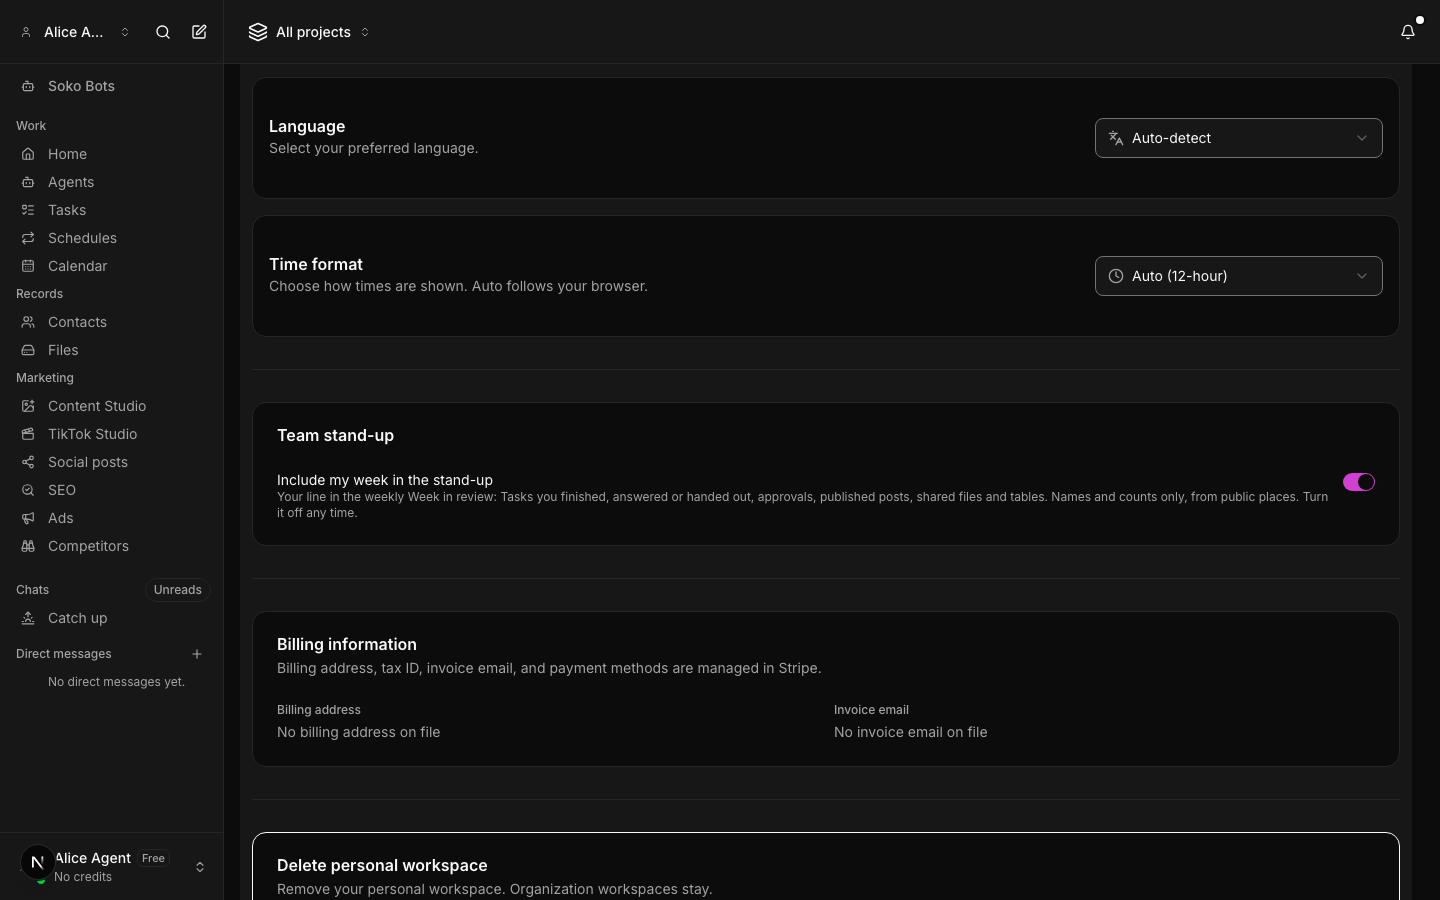 Alice A...
All projects
Soko Bots
Work
Home
Agents
Tasks
Schedules
Calendar
Records
Contacts
Files
Marketing
Content Studio
TikTok Studio
Social posts
SEO
Ads
Competitors
Chats
Unreads
Catch up
Direct messages
No direct messages yet.
Alice Agent
Free
No credits
N
Language
Select your preferred language.
Auto-detect
Time format
Choose how times are shown. Auto follows your browser.
Auto (12-hour)
Team stand-up
Include my week in the stand-up
Your line in the weekly Week in review: Tasks you finished, answered or handed out, approvals, published posts, shared files and tables. Names and counts only, from public places. Turn
it off any time.
Billing information
Billing address, tax ID, invoice email, and payment methods are managed in Stripe.
Billing address
No billing address on file
Invoice email
No invoice email on file
Delete personal workspace
Remove your personal workspace. Organization workspaces stay.